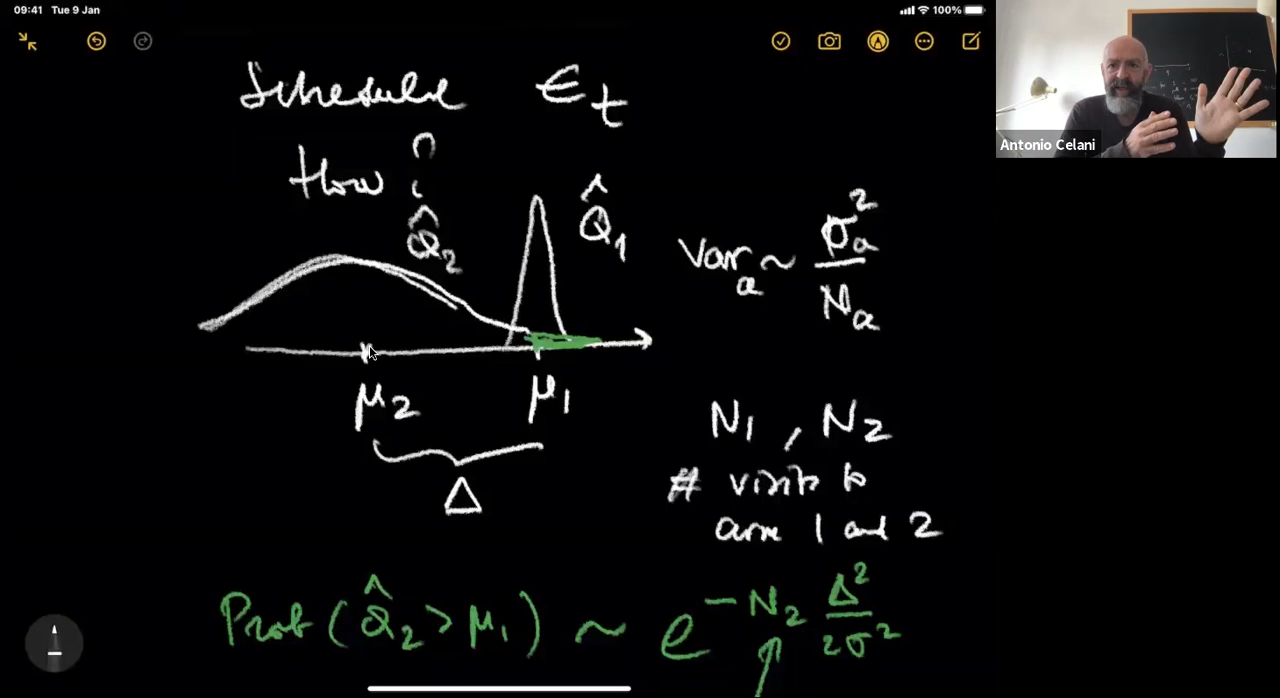 09:41 Tue 9 Jan
100%
Antonio Celani
Schedule ϵ_t
How ?
Q̂_2
Q̂_1
var_a ~ σ_a^2 / N_a
μ_2
μ_1
Δ
N_1 , N_2
# visits to
arm 1 and 2
Prob ( Q̂_2 > μ_1 ) ~ e^{-N_2 Δ^2 / 2σ^2}